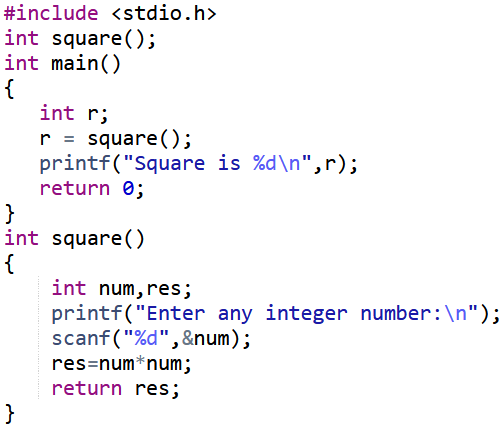 #include <stdio.h>
int square();
int main()
{
   int r;
   r = square();
   printf("Square is %d\n",r);
   return 0;
}
int square()
{
    int num,res;
    printf("Enter any integer number:\n");
    scanf("%d",&num);
    res=num*num;
    return res;
}